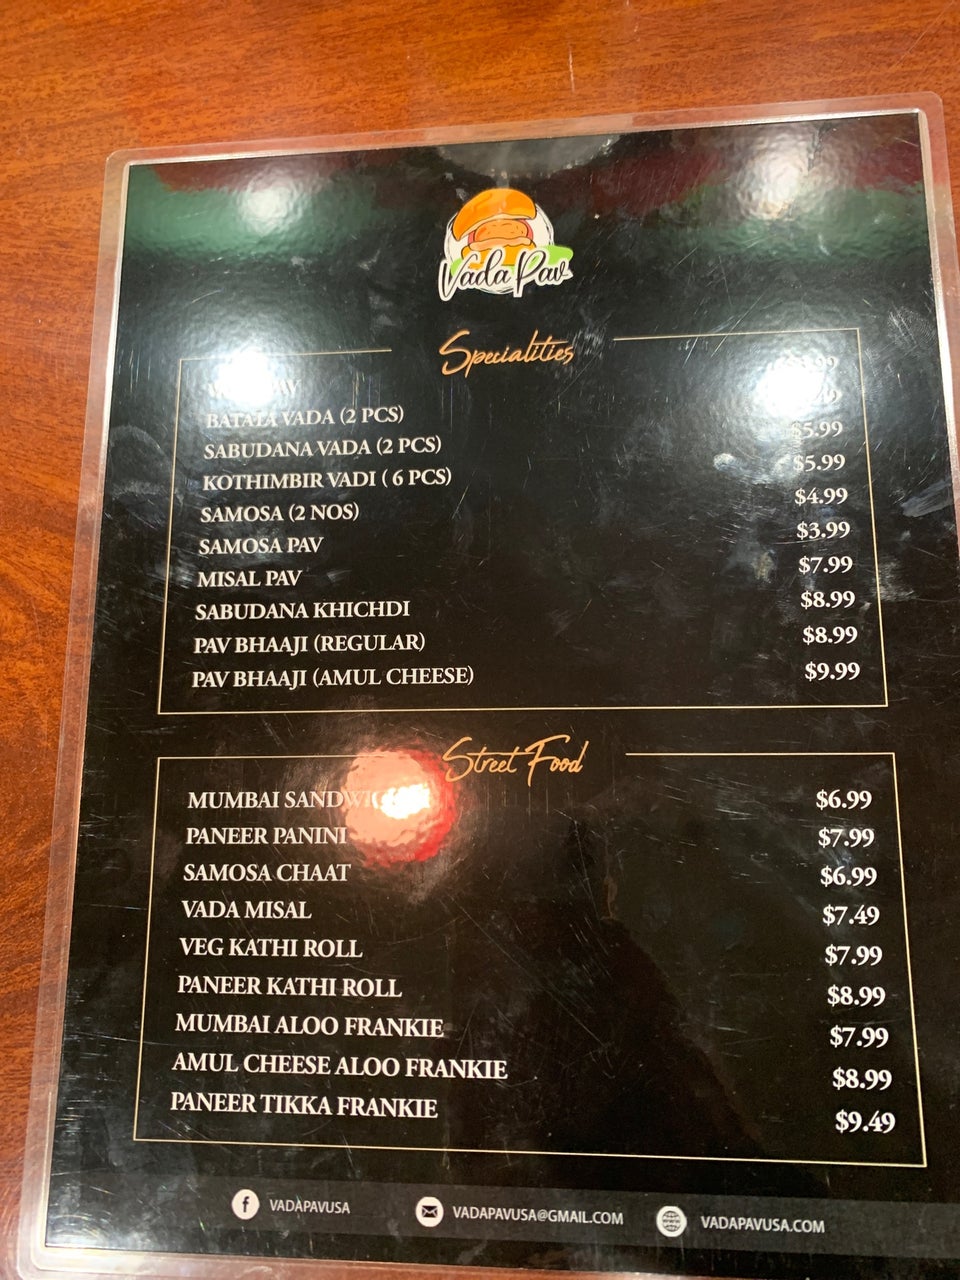 Vada Pav
Specialities
BATATA VADA (2 PCS)
SABUDANA VADA (2 PCS) $5.99
KOTHIMBIR VADI ( 6 PCS) $5.99
SAMOSA (2 NOS) $4.99
SAMOSA PAV $3.99
MISAL PAV $7.99
SABUDANA KHICHDI $8.99
PAV BHAAJI (REGULAR) $8.99
PAV BHAAJI (AMUL CHEESE) $9.99
Street Food
MUMBAI $6.99
PANEER PANINI $7.99
SAMOSA CHAAT $6.99
VADA MISAL $7.49
VEG KATHI ROLL $7.99
PANEER KATHI ROLL $8.99
MUMBAI ALOO FRANKIE $7.99
AMUL CHEESE ALOO FRANKIE $8.99
PANEER TIKKA FRANKIE $9.49
VADAPAVUSA VADAPAVUSA@GMAIL.COM VADAPAVUSA.COM